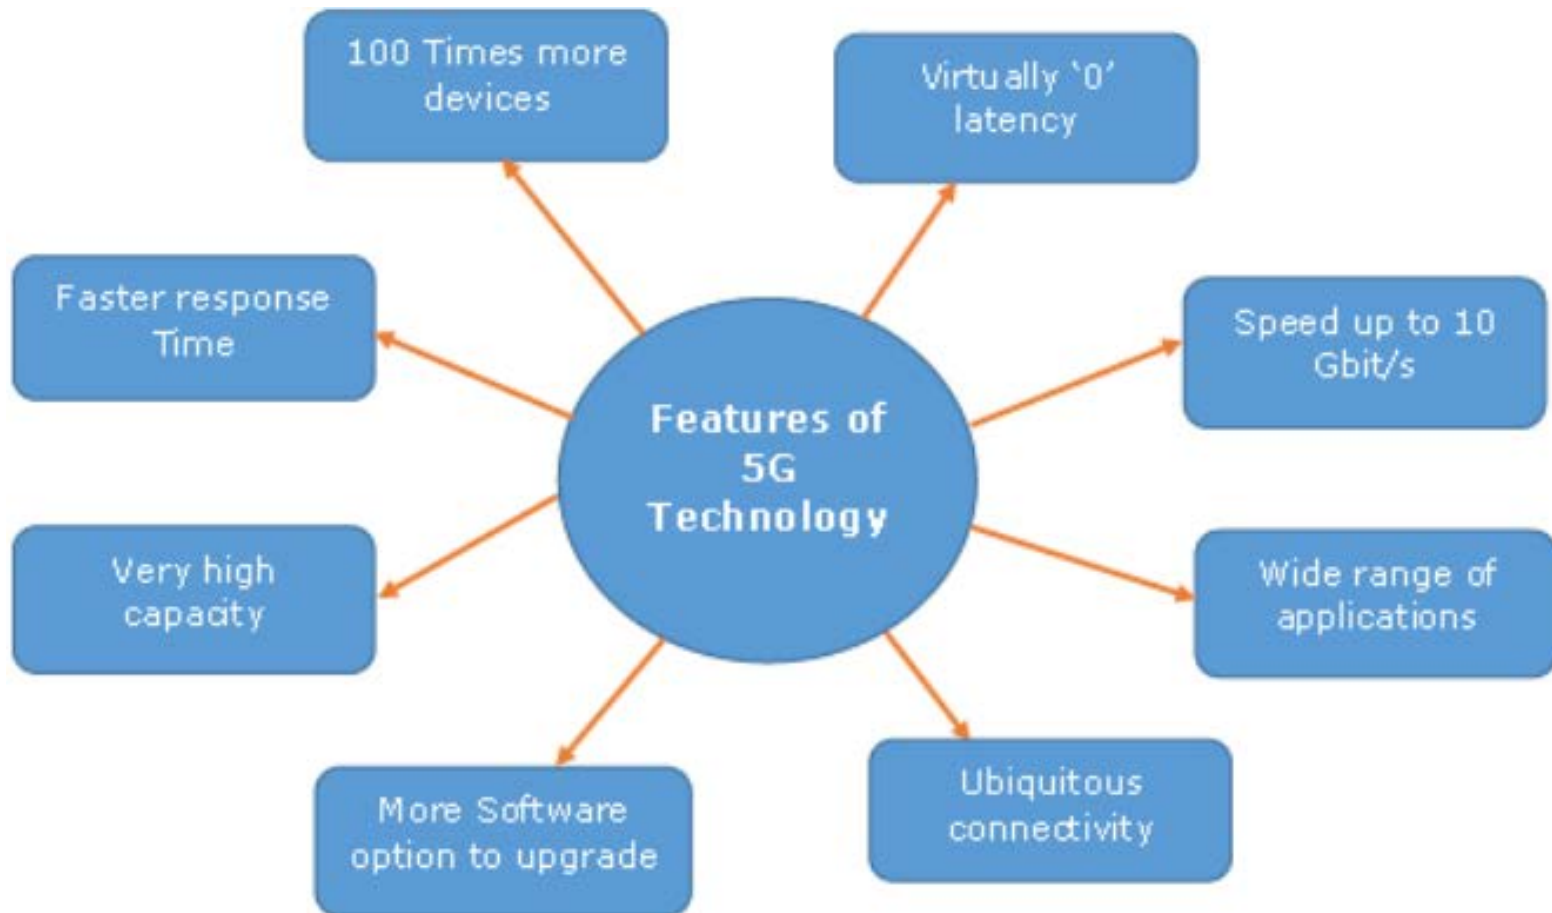 100 Times more
devices
Virtually ‘0’
latency
Faster response
Time
Speed up to 10
Gbit/s
Features of
5G
Technology
Very high
capacity
Wide range of
applications
More Software
option to upgrade
Ubiquitous
connectivity